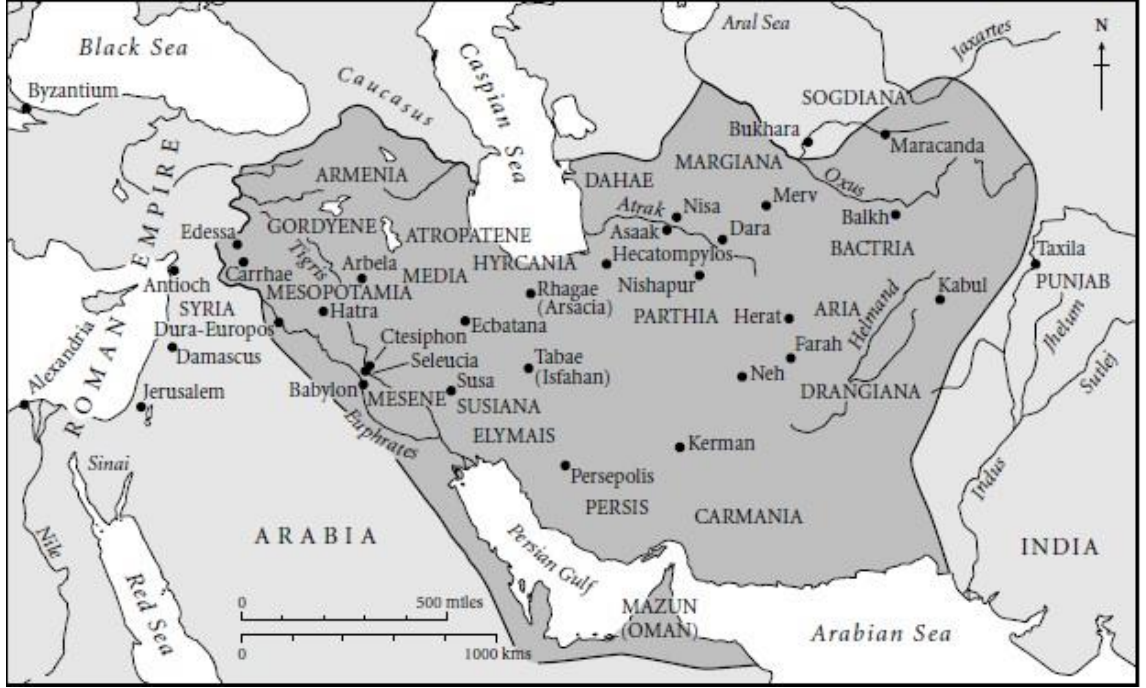 Black Sea
Aral Sea
Jaxartes
N
Caspian Sea
Caucasus
Byzantium
SOGDIANA
Bukhara
Maracanda
MARGIANA
ARMENIA
DAHAE
Oxus
ROMAN EMPIRE
Atrak
Nisa
Merv
Balkh
GORDYENE
Edessa
ATROPATENE
Asaak
Dara
BACTRIA
Taxila
Tigris
Arbela
MEDIA
HYRCANIA
Hecatompylos
Carrhae
Antioch
MESOPOTAMIA
Nishapur
PUNJAB
Kabul
SYRIA
Hatra
Rhagae
(Arsacia)
PARTHIA
Herat
ARIA
Helmand
Jhelum
Dura-Europos
Ecbatana
Ctesiphon
Damascus
Seleucia
Tabae
(Isfahan)
Farah
Sutlej
Alexandria
Jerusalem
Babylon
MESENE
Susa
SUSIANA
Neh
DRANGIANA
Euphrates
ELYMAIS
Kerman
Sinai
Persepolis
Indus
PERSIS
CARMANIA
Nile
ARABIA
Persian Gulf
INDIA
Red Sea
0
500 miles
MAZUN
(OMAN)
Arabian Sea
0
1000 kms